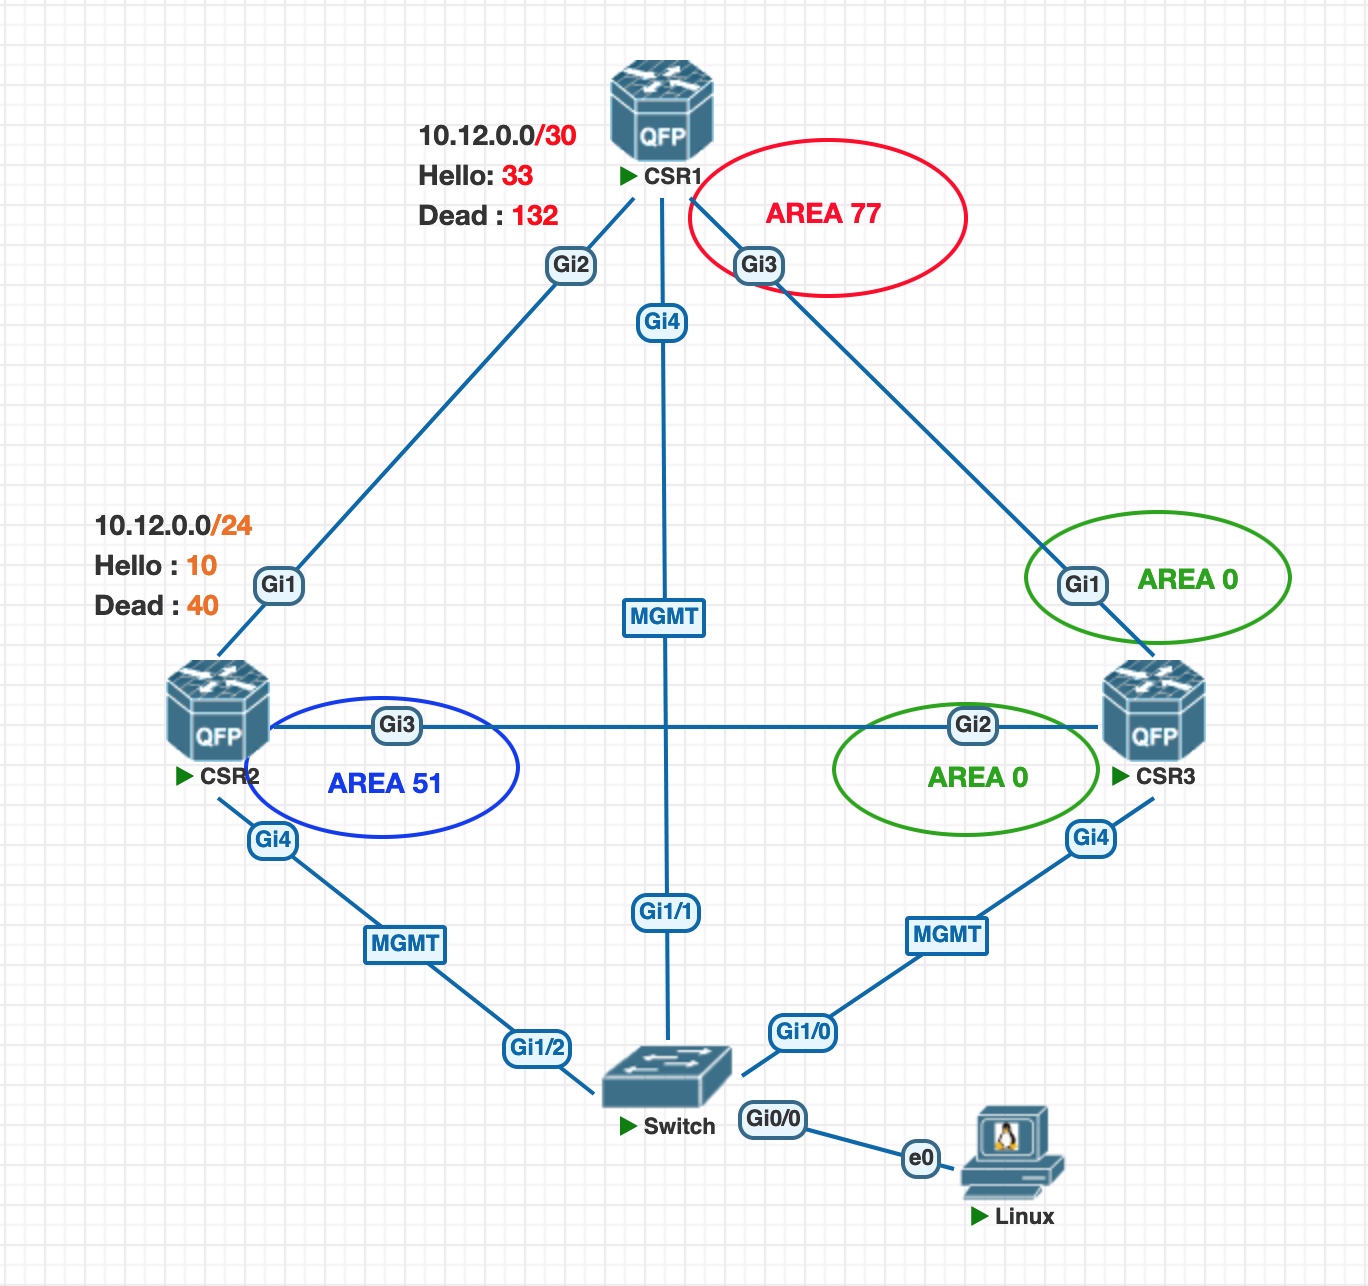 QFP
10.12.0.0/30
Hello: 33
Dead : 132
CSR1
AREA 77
Gi2
Gi3
Gi4
10.12.0.0/24
Hello : 10
Dead : 40
Gi1
Gi1
AREA 0
MGMT
QFP
CSR2
Gi3
AREA 51
Gi2
AREA 0
QFP
CSR3
Gi4
Gi4
MGMT
Gi1/1
MGMT
Gi1/2
Gi1/0
Switch
Gi0/0
e0
Linux